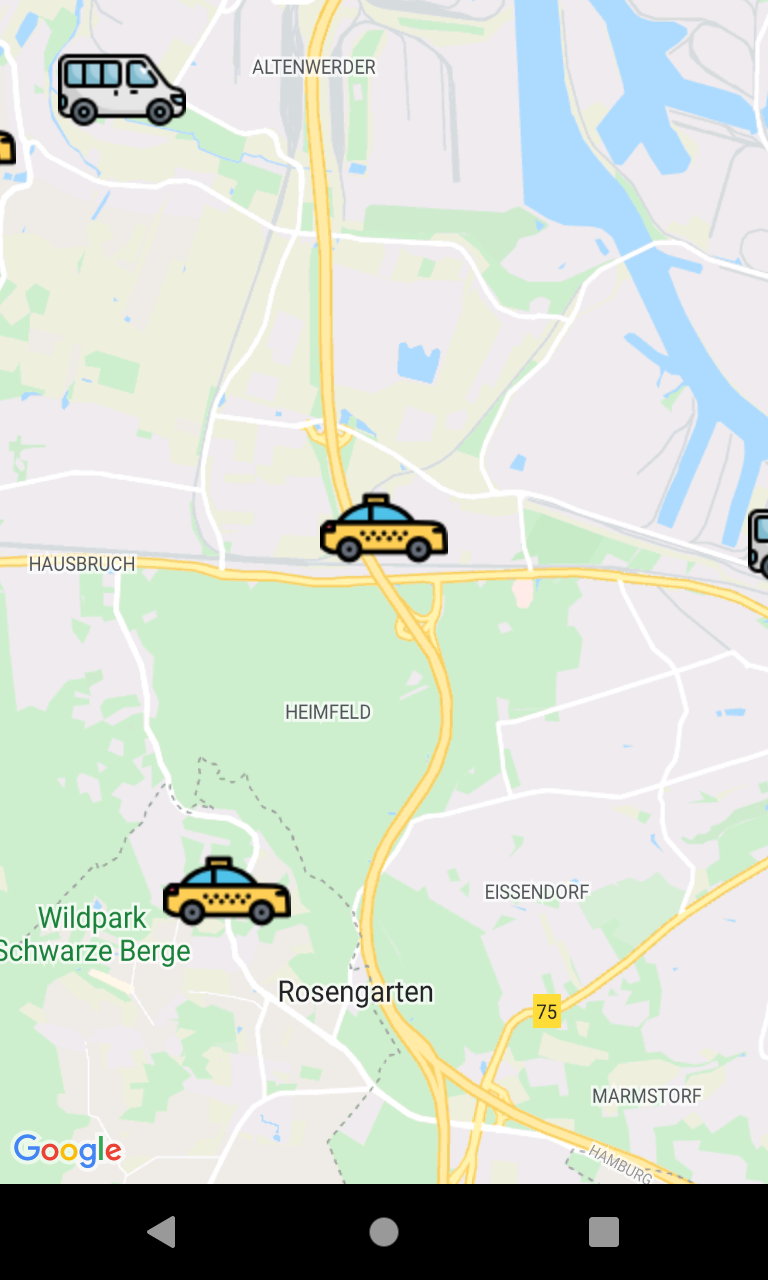 ALTENWERDER
HAUSBRUCH
HEIMFELD
EISSENDORF
Wildpark
Schwarze Berge
Rosengarten
75
MARMSTORF
Google
HAMBURG